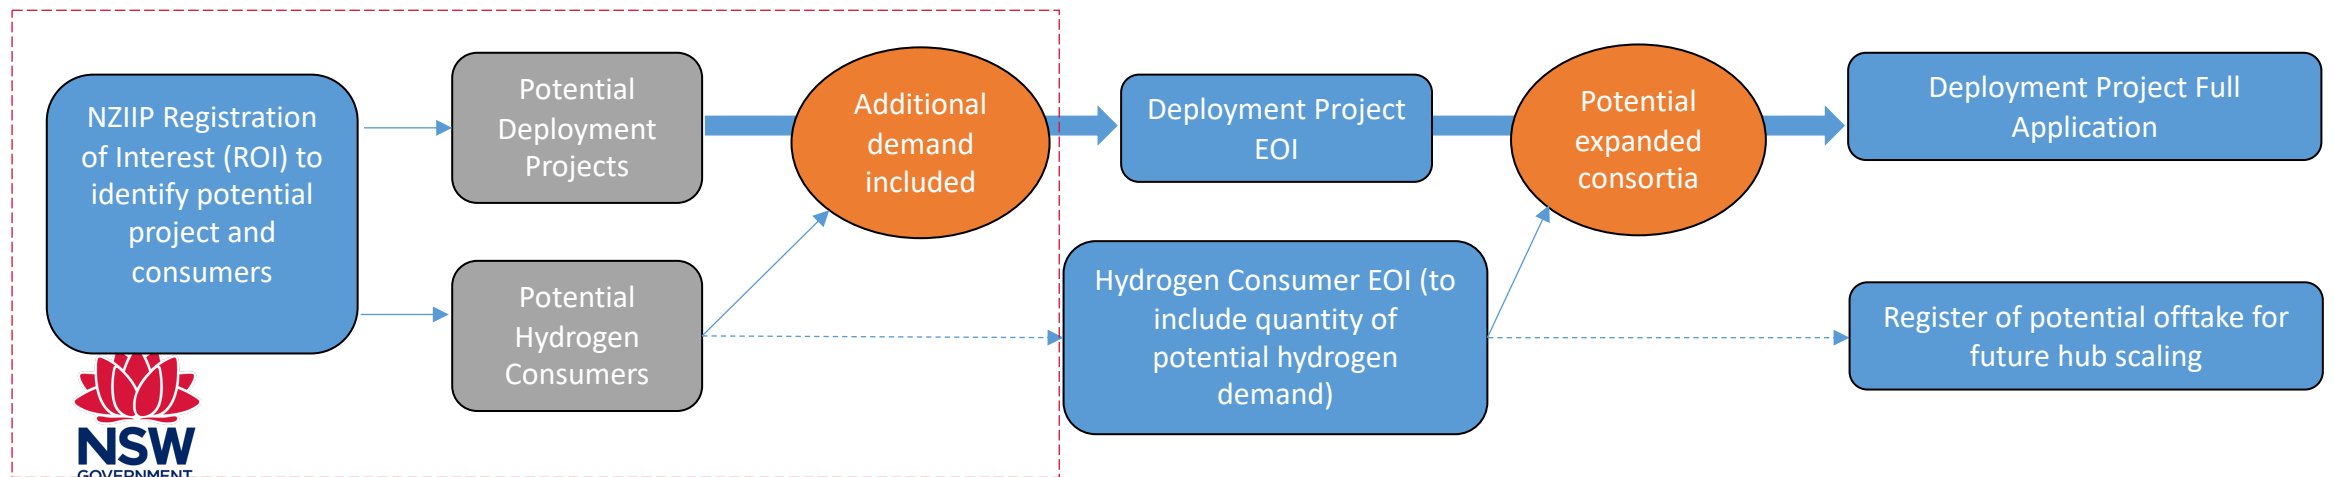 NZIIP Registration
of Interest (ROI) to
identify potential
project and
consumers
Potential
Deployment
Projects
Additional
demand
included
Deployment Project
EOI
Potential
expanded
consortia
Deployment Project Full
Application
Potential
Hydrogen
Consumers
Hydrogen Consumer EOI (to
include quantity of
potential hydrogen
demand)
Register of potential offtake for
future hub scaling
NSW
GOVERNMENT